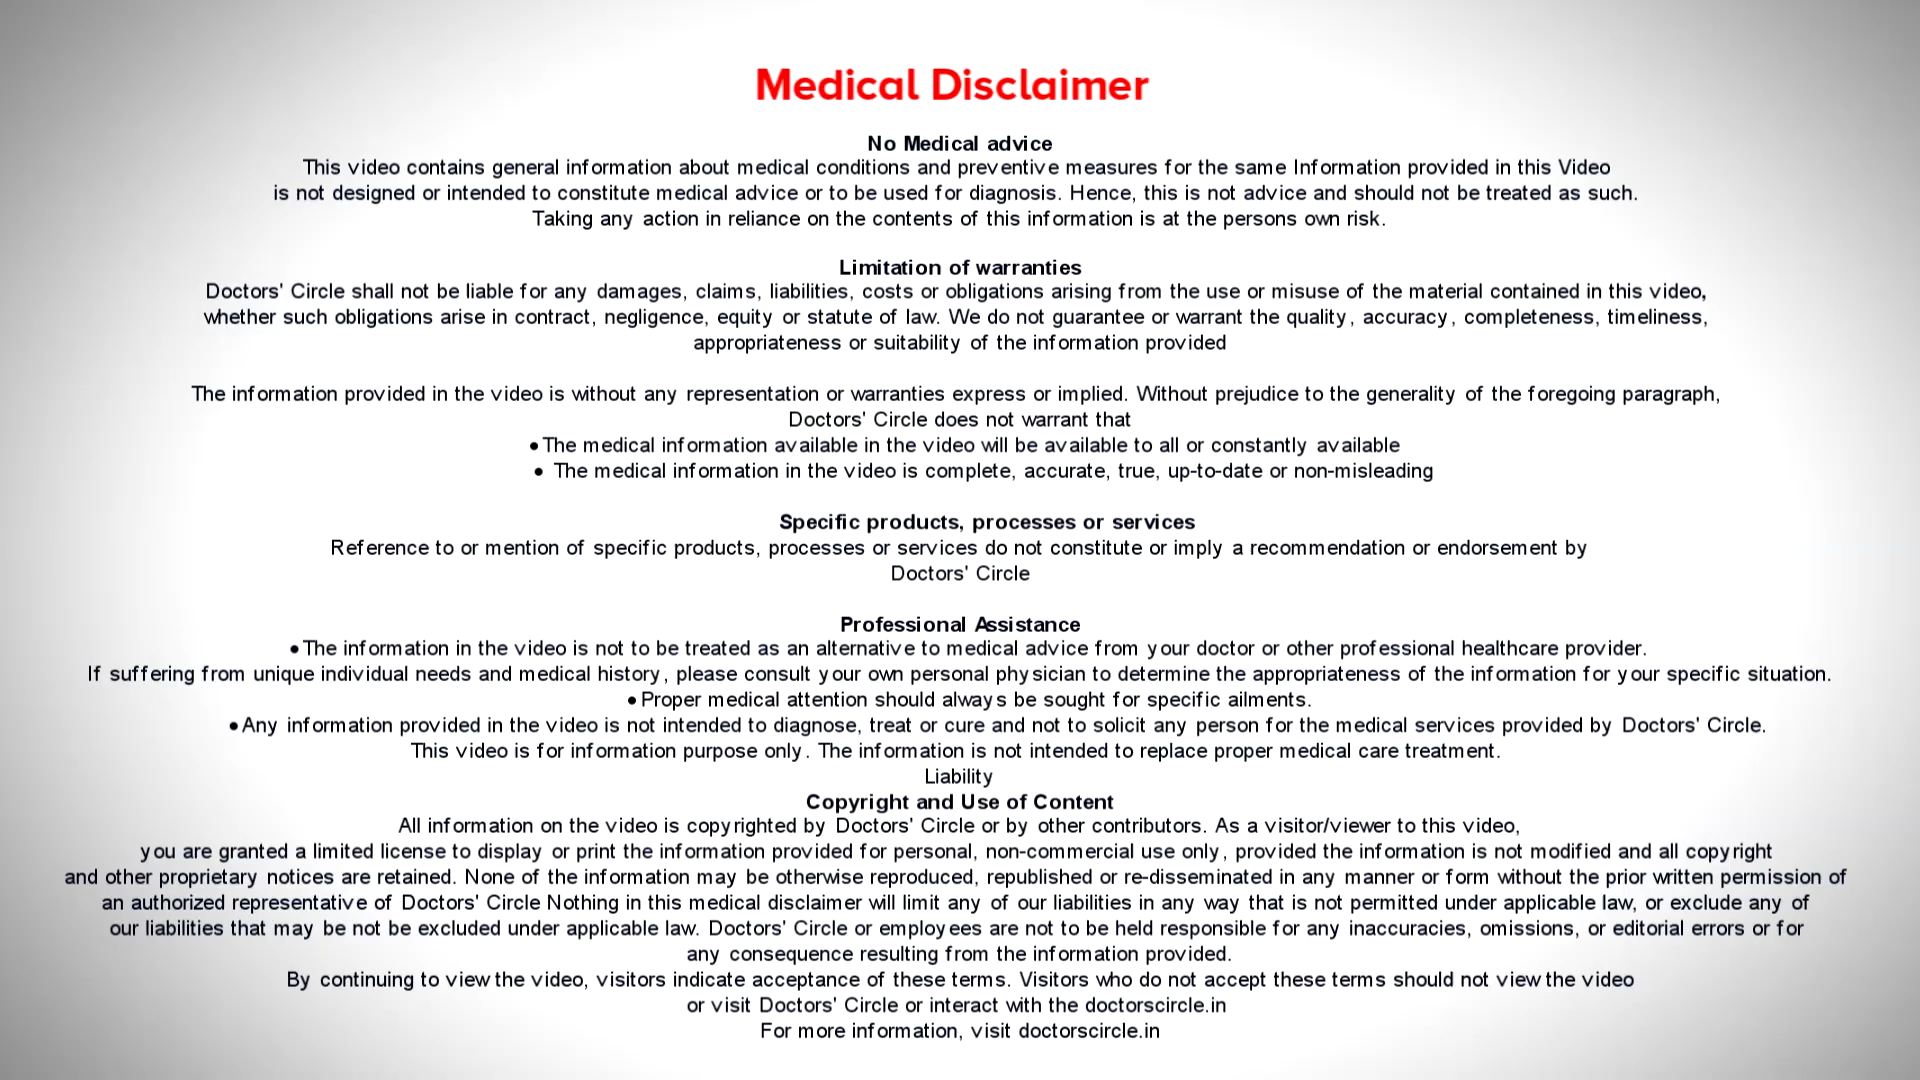 Medical Disclaimer
No Medical advice
This video contains general information about medical conditions and preventive measures for the same Information provided in this Video
is not designed or intended to constitute medical advice or to be used for diagnosis. Hence, this is not advice and should not be treated as such.
Taking any action in reliance on the contents of this information is at the persons own risk.
Limitation of warranties
Doctors' Circle shall not be liable for any damages, claims, liabilities, costs or obligations arising from the use or misuse of the material contained in this video,
whether such obligations arise in contract, negligence, equity or statute of law. We do not guarantee or warrant the quality, accuracy, completeness, timeliness,
appropriateness or suitability of the information provided
The information provided in the video is without any representation or warranties express or implied. Without prejudice to the generality of the foregoing paragraph,
Doctors' Circle does not warrant that
•The medical information available in the video will be available to all or constantly available
• The medical information in the video is complete, accurate, true, up-to-date or non-misleading
Specific products, processes or services
Reference to or mention of specific products, processes or services do not constitute or imply a recommendation or endorsement by
Doctors' Circle
Professional Assistance
•The information in the video is not to be treated as an alternative to medical advice from your doctor or other professional healthcare provider.
If suffering from unique individual needs and medical history, please consult your own personal physician to determine the appropriateness of the information for your specific situation.
•Proper medical attention should always be sought for specific ailments.
•Any information provided in the video is not intended to diagnose, treat or cure and not to solicit any person for the medical services provided by Doctors' Circle.
This video is for information purpose only. The information is not intended to replace proper medical care treatment.
Liability
Copyright and Use of Content
All information on the video is copyrighted by Doctors' Circle or by other contributors. As a visitor/viewer to this video,
you are granted a limited license to display or print the information provided for personal, non-commercial use only, provided the information is not modified and all copyright
and other proprietary notices are retained. None of the information may be otherwise reproduced, republished or re-disseminated in any manner or form without the prior written permission of
an authorized representative of Doctors' Circle Nothing in this medical disclaimer will limit any of our liabilities in any way that is not permitted under applicable law, or exclude any of
our liabilities that may be not be excluded under applicable law. Doctors' Circle or employees are not to be held responsible for any inaccuracies, omissions, or editorial errors or for
any consequence resulting from the information provided.
By continuing to view the video, visitors indicate acceptance of these terms. Visitors who do not accept these terms should not view the video
or visit Doctors' Circle or interact with the doctorscircle.in
For more information, visit doctorscircle.in